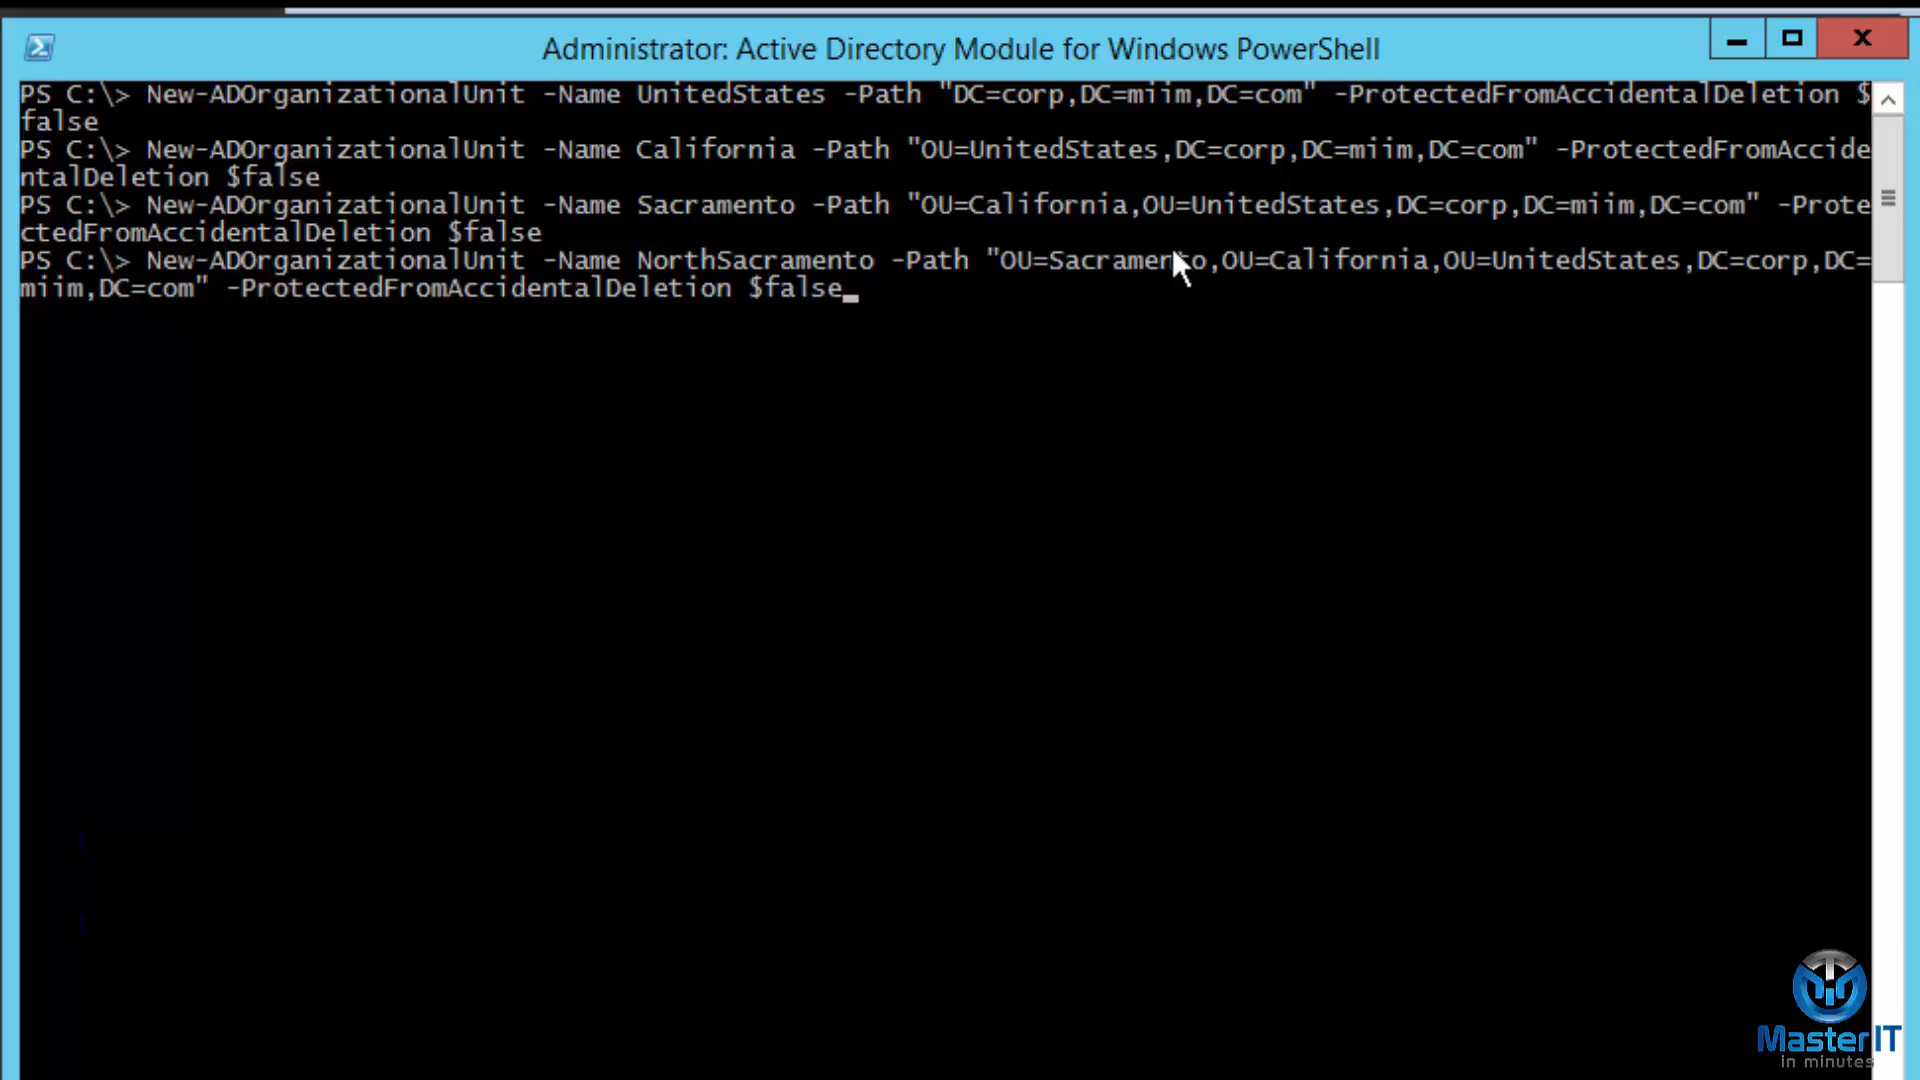 Administrator: Active Directory Module for Windows PowerShell
PS C:\> New-ADOrganizationalUnit -Name UnitedStates -Path "DC=corp,DC=miim,DC=com" -ProtectedFromAccidentalDeletion $
false
PS C:\> New-ADOrganizationalUnit -Name California -Path "OU=UnitedStates,DC=corp,DC=miim,DC=com" -ProtectedFromAccide
ntalDeletion $false
PS C:\> New-ADOrganizationalUnit -Name Sacramento -Path "OU=California,OU=UnitedStates,DC=corp,DC=miim,DC=com" -Prote
ctedFromAccidentalDeletion $false
PS C:\> New-ADOrganizationalUnit -Name NorthSacramento -Path "OU=Sacramento,OU=California,OU=UnitedStates,DC=corp,DC=
miim,DC=com" -ProtectedFromAccidentalDeletion $false_
Master IT
in minutes